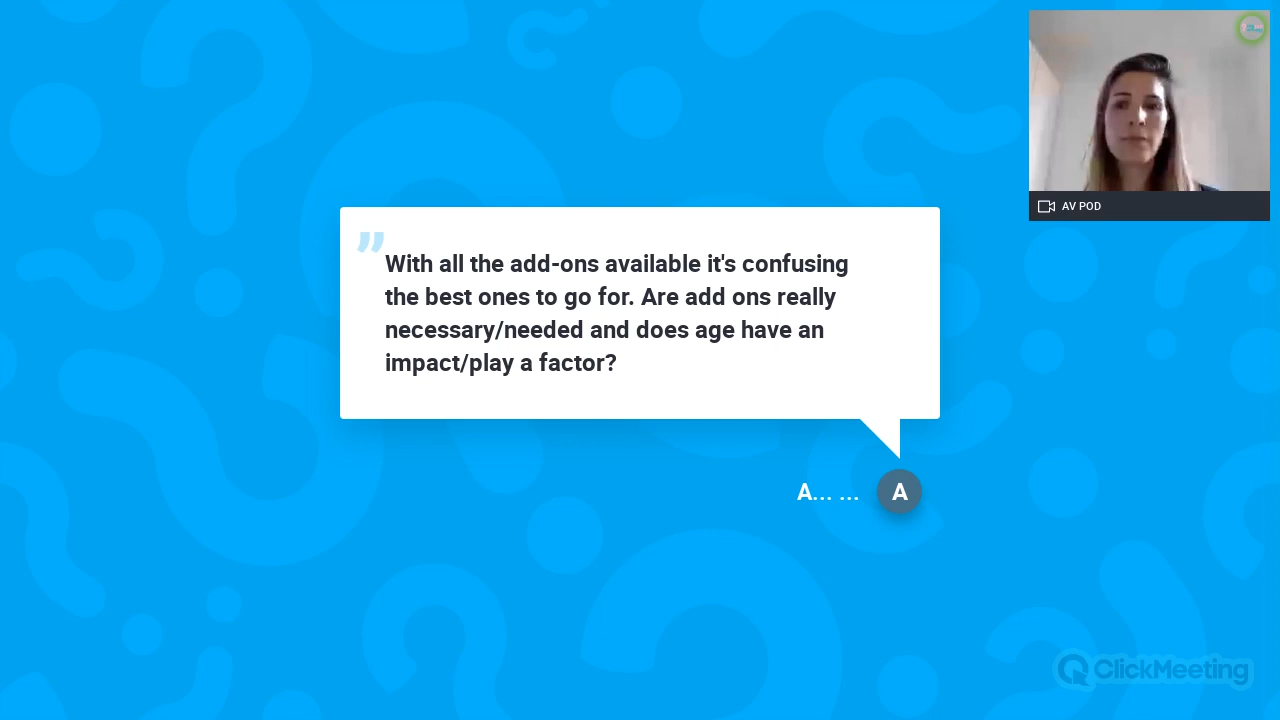 AV POD
"
With all the add-ons available it's confusing
the best ones to go for. Are add ons really
necessary/needed and does age have an
impact/play a factor?
A... ...
A
ClickMeeting